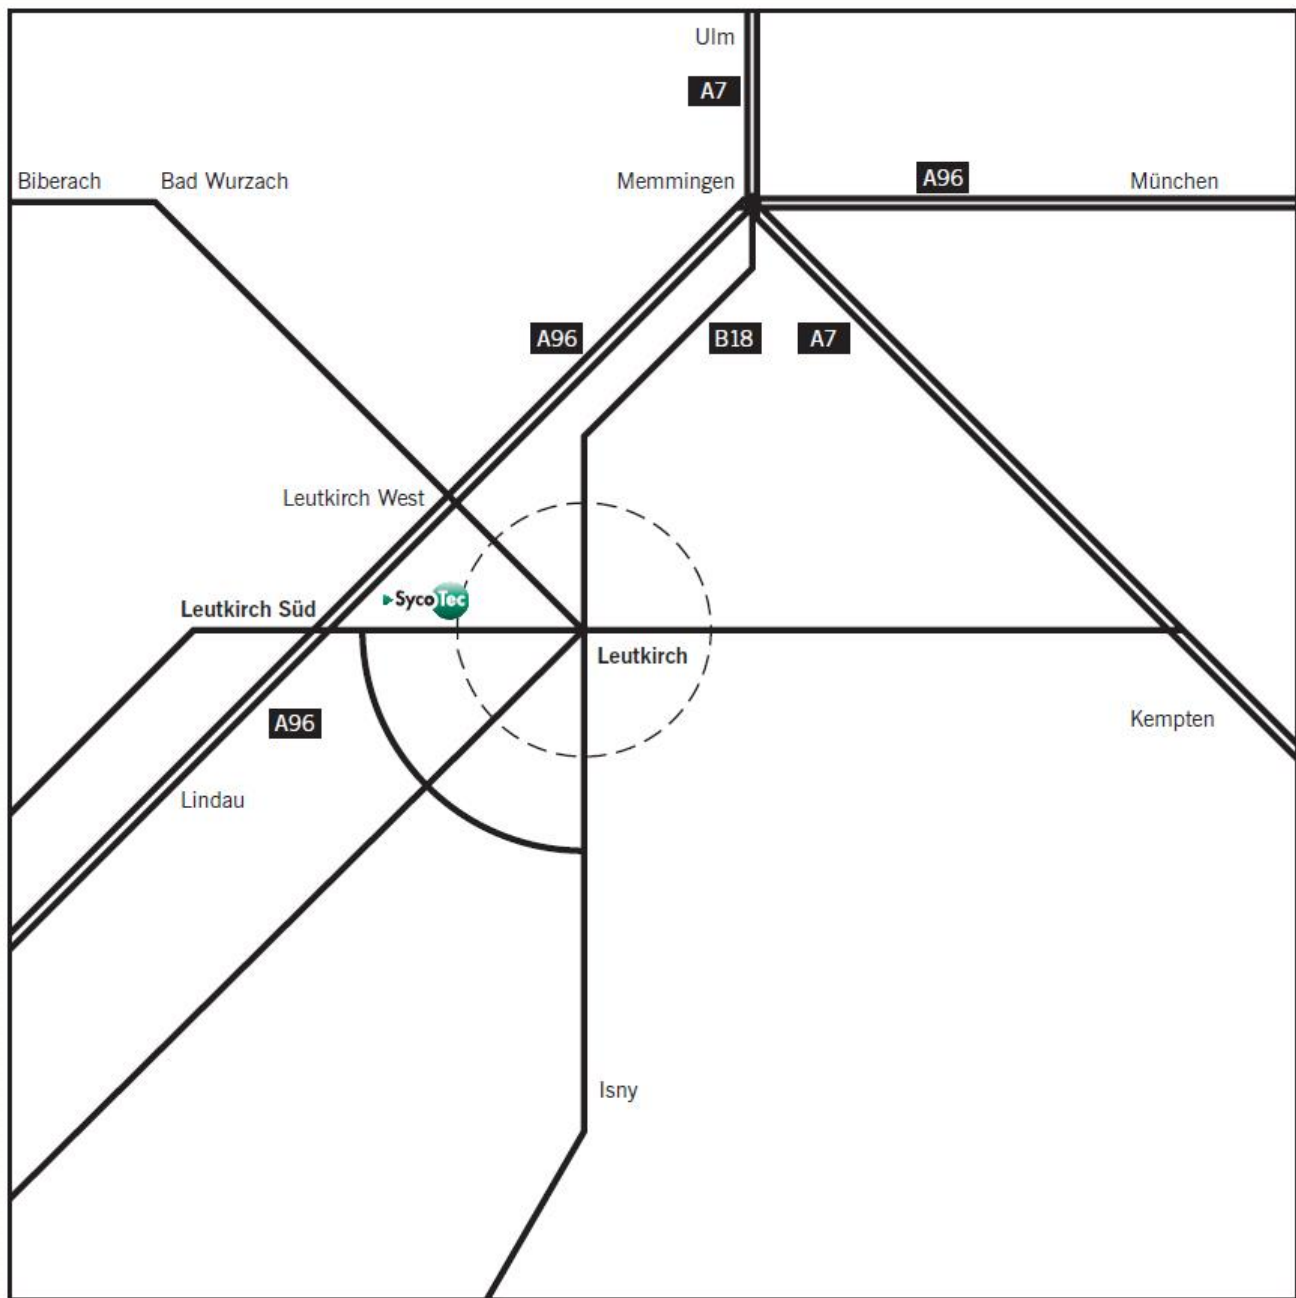 Ulm
A7
Biberach
Bad Wurzach
Memmingen
A96
München
A96
B18
A7
Leutkirch West
SycoTec
Leutkirch Süd
Leutkirch
A96
Kempten
Lindau
Isny